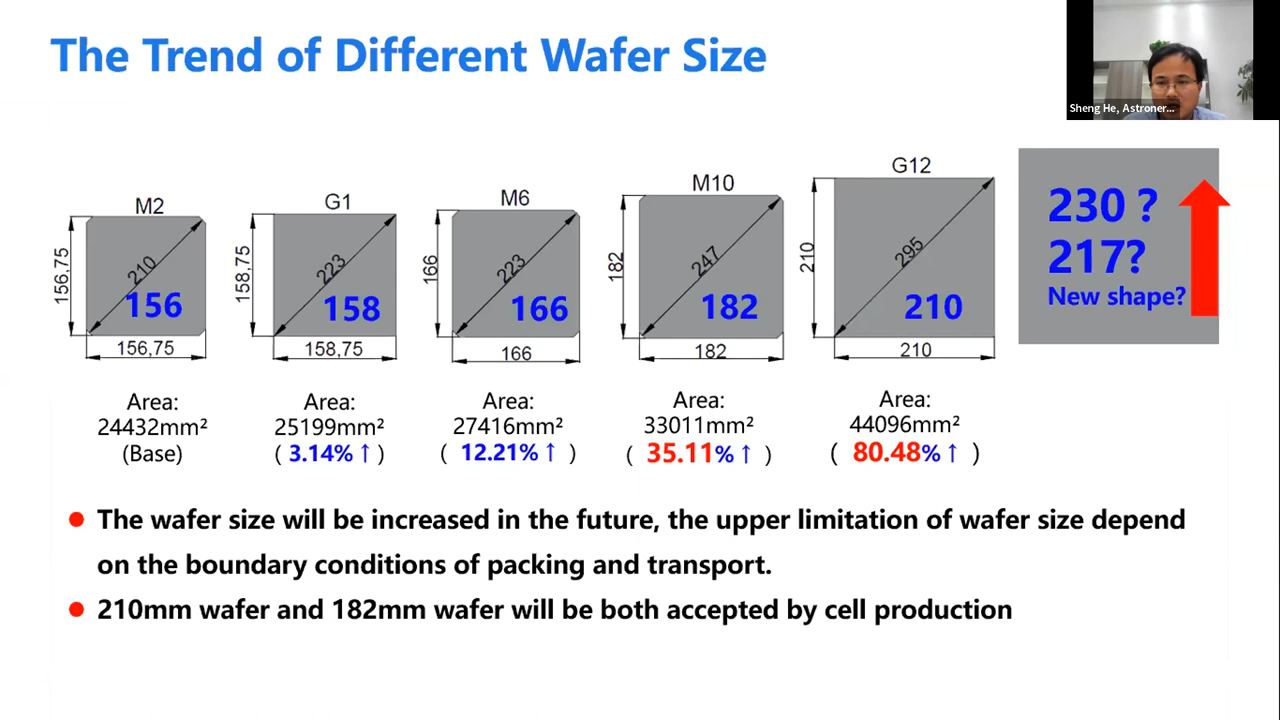 The Trend of Different Wafer Size
Sheng He, Astroner...
M2
156,75
210
156
156,75
Area:
24432mm²
(Base)
G1
158,75
223
158
158,75
Area:
25199mm²
( 3.14% ↑ )
M6
166
223
166
166
Area:
27416mm²
( 12.21% ↑ )
M10
182
247
182
182
Area:
33011mm²
( 35.11% ↑ )
G12
210
295
210
210
Area:
44096mm²
( 80.48% ↑ )
230 ?
217?
New shape?
● The wafer size will be increased in the future, the upper limitation of wafer size depend
on the boundary conditions of packing and transport.
● 210mm wafer and 182mm wafer will be both accepted by cell production